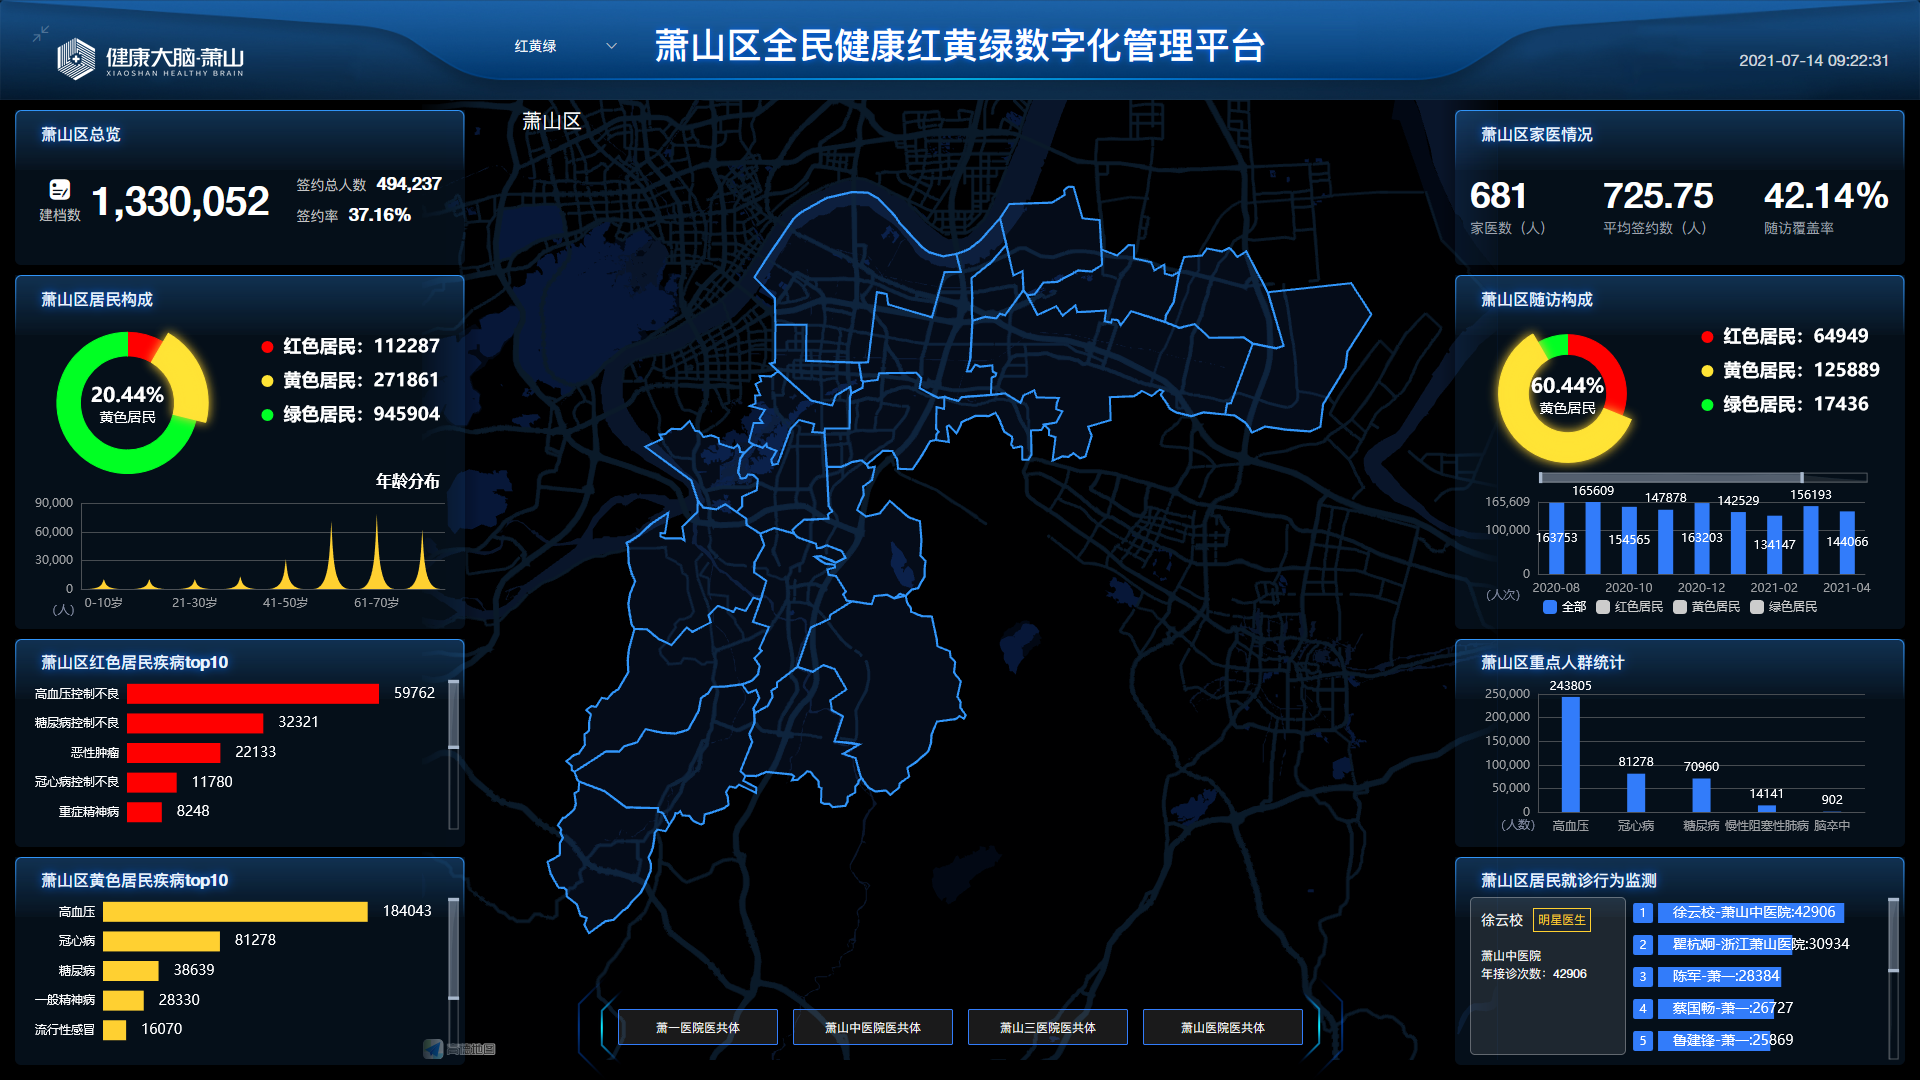 健康大脑·萧山
XIAOSHAN HEALTHY BRAIN
红黄绿
萧山区全民健康红黄绿数字化管理平台
2021-07-14 09:22:31
萧山区
萧山区总览
建档数
1,330,052
签约总人数 494,237
签约率 37.16%
萧山区居民构成
20.44%
黄色居民
红色居民：112287
黄色居民：271861
绿色居民：945904
年龄分布
90,000
60,000
30,000
0
(人)
0-10岁 21-30岁 41-50岁 61-70岁
萧山区红色居民疾病top10
高血压控制不良 59762
糖尿病控制不良 32321
恶性肿瘤 22133
冠心病控制不良 11780
重症精神病 8248
萧山区黄色居民疾病top10
高血压 184043
冠心病 81278
糖尿病 38639
一般精神病 28330
流行性感冒 16070
高德地图
萧一医院医共体
萧山中医院医共体
萧山三医院医共体
萧山医院医共体
萧山区家医情况
681
家医数（人）
725.75
平均签约数（人）
42.14%
随访覆盖率
萧山区随访构成
60.44%
黄色居民
红色居民：64949
黄色居民：125889
绿色居民：17436
165,609
100,000
0
(人次)
163753 165609 154565 147878 163203 142529 134147 156193 144066
2020-08 2020-10 2020-12 2021-02 2021-04
全部 红色居民 黄色居民 绿色居民
萧山区重点人群统计
250,000
200,000
150,000
100,000
50,000
0
(人数)
243805 81278 70960 14141 902
高血压 冠心病 糖尿病 慢性阻塞性肺病 脑卒中
萧山区居民就诊行为监测
徐云校 明星医生
萧山中医院
年接诊次数：42906
1 徐云校-萧山中医院:42906
2 瞿杭炯-浙江萧山医院:30934
3 陈军-萧一:28384
4 蔡国畅-萧一:26727
5 鲁建锋-萧一:25869